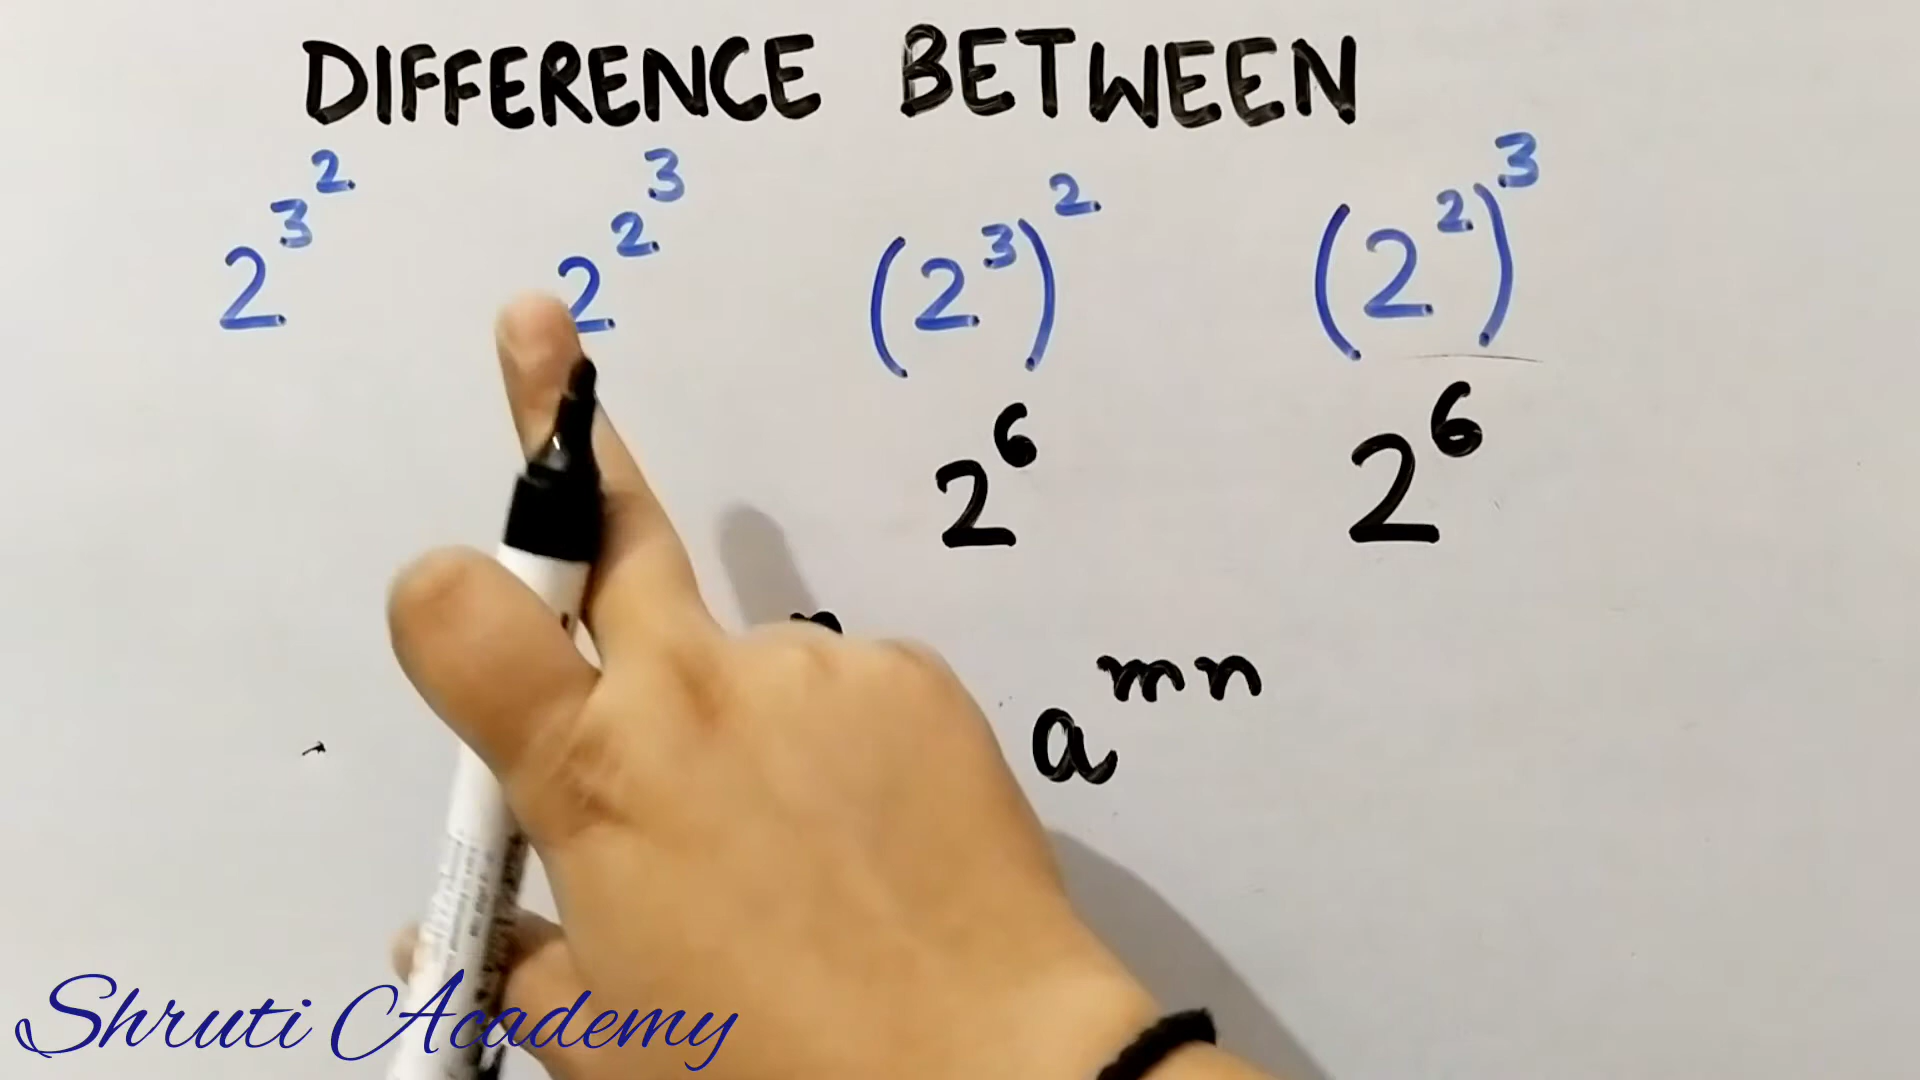 DIFFERENCE BETWEEN
2^3^2 2^2^3 (2^3)^2 (2^2)^3
2^6 2^6
a^mn
Shruti Academy